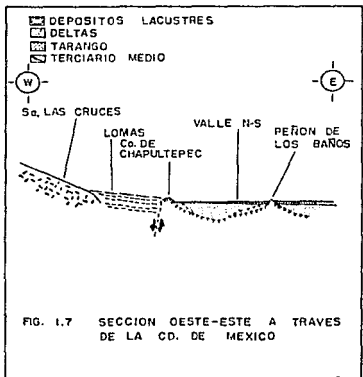 DEPOSITOS LACUSTRES
DELTAS
TARANGO
TERCIARIO MEDIO
W
E
Sa. LAS CRUCES
LOMAS
Co. DE
CHAPULTEPEC
VALLE N-S
PEÑON DE
LOS BAÑOS
FIG. 1.7 SECCION OESTE-ESTE A TRAVES
DE LA CD. DE MEXICO